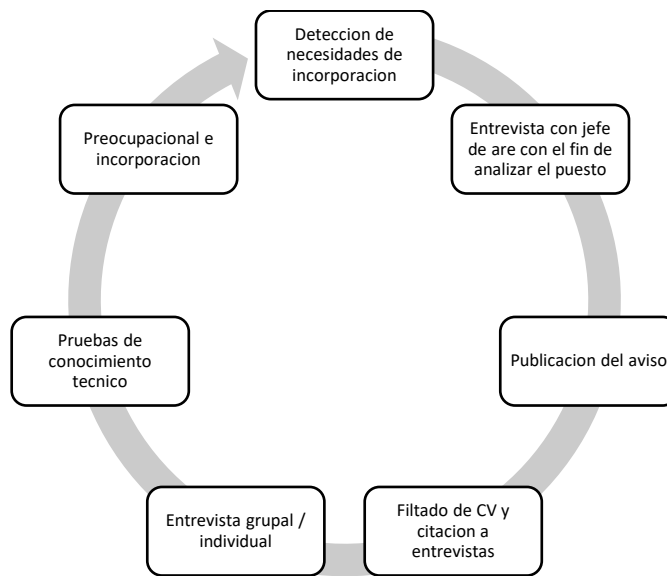 Deteccion de
necesidades de
incorporacion
Entrevista con jefe
de are con el fin de
analizar el puesto
Publicacion del aviso
Filtado de CV y
citacion a
entrevistas
Entrevista grupal /
individual
Pruebas de
conocimiento
tecnico
Preocupacional e
incorporacion